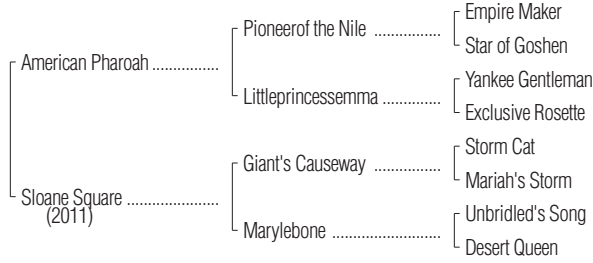 Empire Maker
Pioneerof the Nile ................
Star of Goshen
American Pharoah ................
Yankee Gentleman
Littleprincessemma ..............
Exclusive Rosette
Storm Cat
Giant's Causeway ................
Mariah's Storm
Sloane Square ......................
(2011)
Unbridled's Song
Marylebone ..........................
Desert Queen